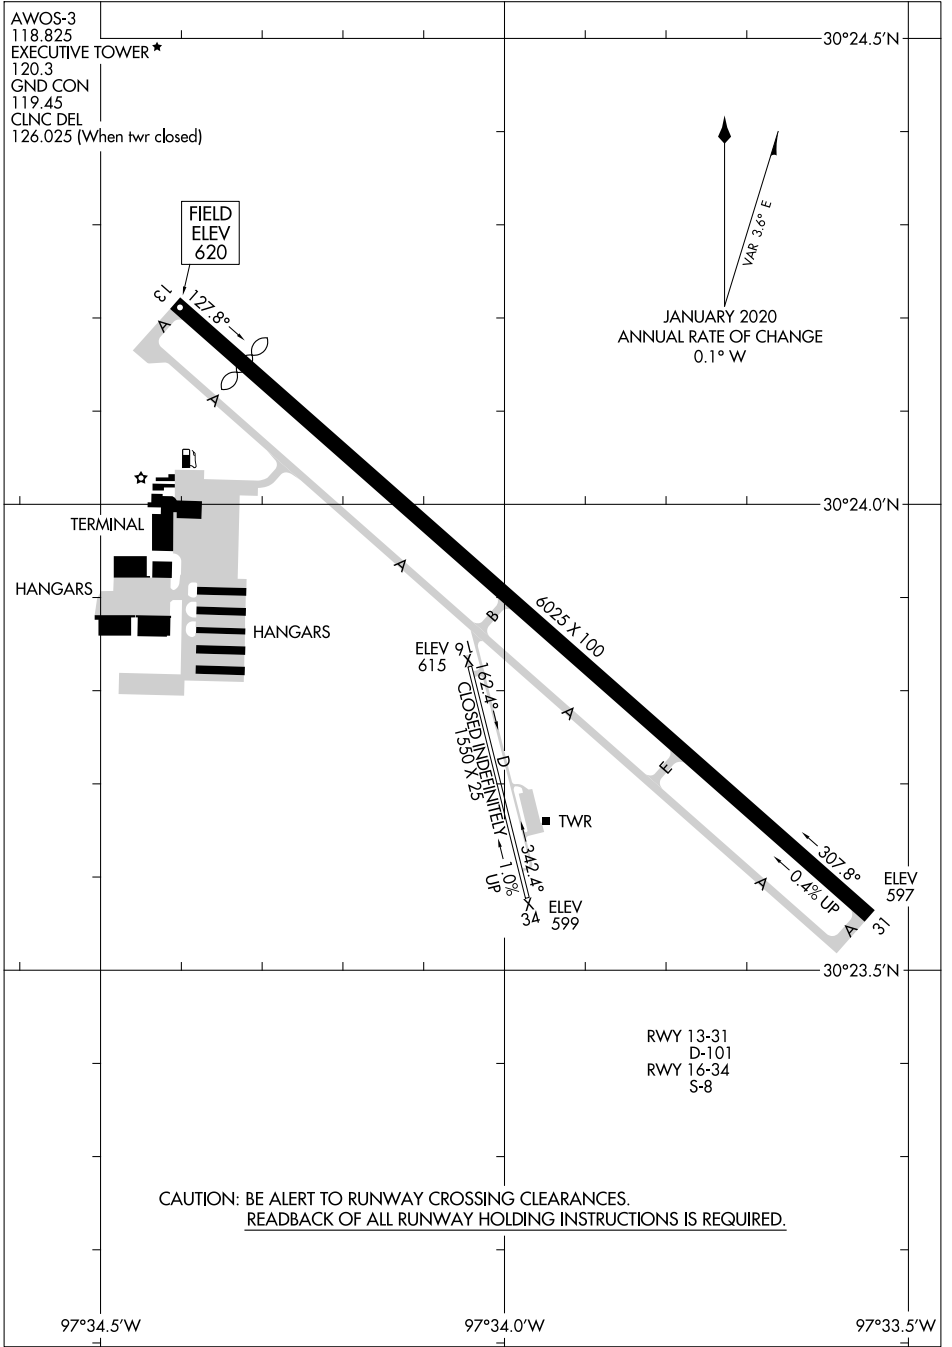 AWOS-3
118.825
EXECUTIVE TOWER★
120.3
GND CON
119.45
CLNC DEL
126.025 (When twr closed)
30°24.5'N
FIELD
ELEV
620
VAR 3.6° E
JANUARY 2020
ANNUAL RATE OF CHANGE
0.1° W
13
127.8°
A
A
30°24.0'N
TERMINAL
HANGARS
HANGARS
A
B
6025 X 100
ELEV
615
16
X
162.4°
CLOSED INDEFINITELY
1550 X 25
D
A
E
TWR
342.4°
1.0%
UP
X
34
ELEV
599
307.8°
0.4% UP
A
A
31
ELEV
597
30°23.5'N
RWY 13-31
D-101
RWY 16-34
S-8
CAUTION: BE ALERT TO RUNWAY CROSSING CLEARANCES.
READBACK OF ALL RUNWAY HOLDING INSTRUCTIONS IS REQUIRED.
97°34.5'W
97°34.0'W
97°33.5'W